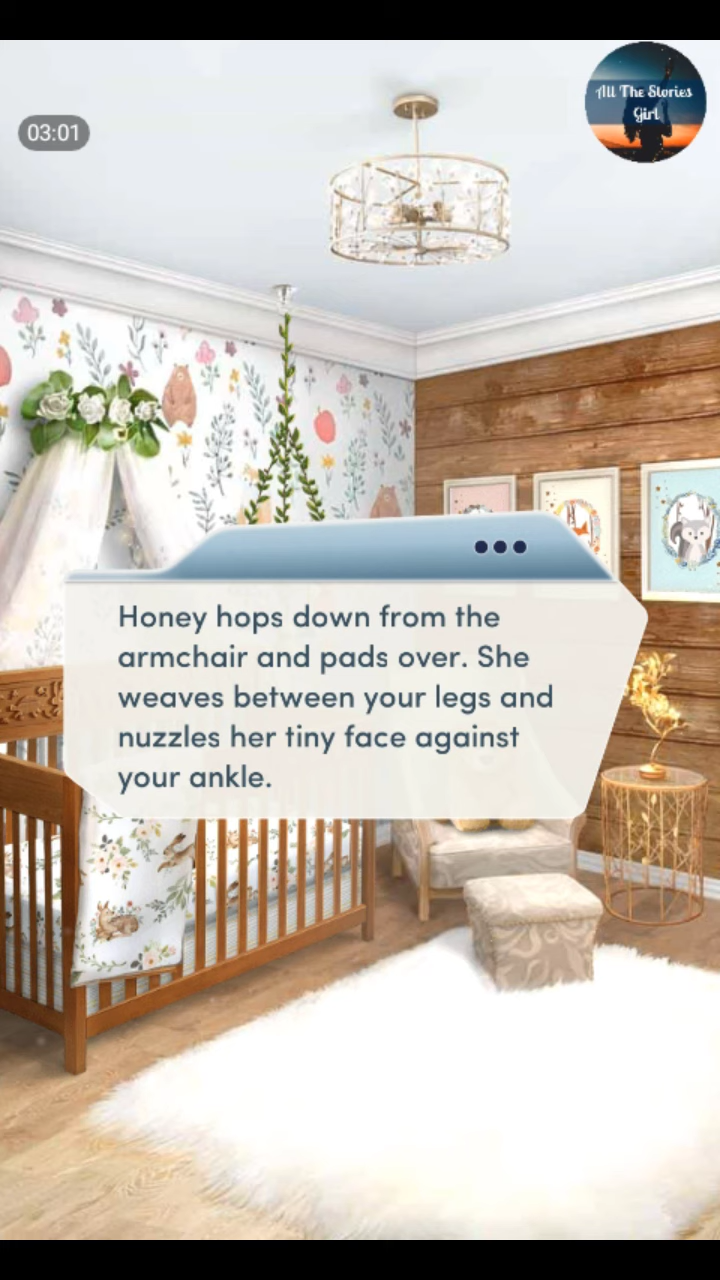 All The Stories
Girl
03:01
Honey hops down from the
armchair and pads over. She
weaves between your legs and
nuzzles her tiny face against
your ankle.